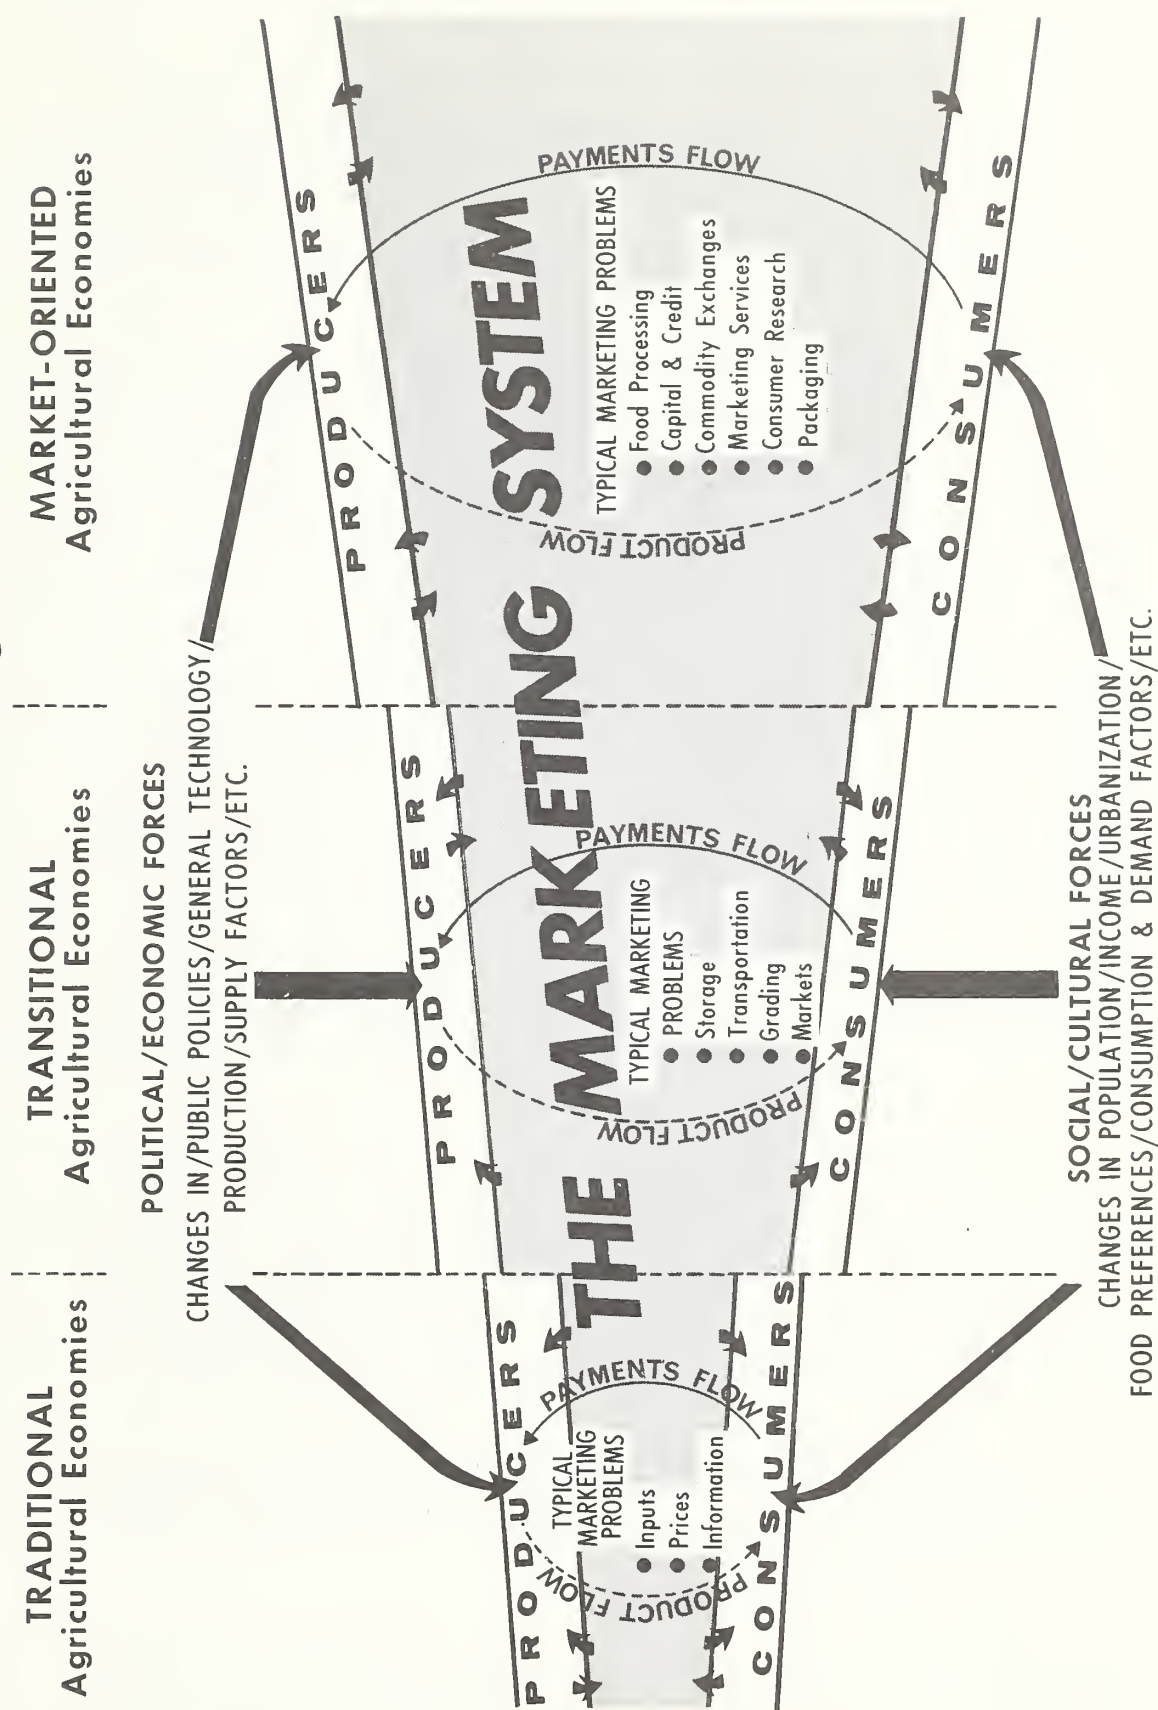 TRADITIONAL
Agricultural Economies
TRANSITIONAL
Agricultural Economies
MARKET-ORIENTED
Agricultural Economies
POLITICAL/ECONOMIC FORCES
CHANGES IN/PUBLIC POLICIES/GENERAL TECHNOLOGY/
PRODUCTION/SUPPLY FACTORS/ETC.
PRODUCERS
PRODUCERS
PRODUCERS
THE MARKETING SYSTEM
PRODUCT FLOW
PAYMENTS FLOW
TYPICAL
MARKETING
PROBLEMS
● Inputs
● Prices
● Information
PRODUCT FLOW
PAYMENTS FLOW
TYPICAL MARKETING
PROBLEMS
● Storage
● Transportation
● Grading
● Markets
PRODUCT FLOW
PAYMENTS FLOW
TYPICAL MARKETING PROBLEMS
● Food Processing
● Capital & Credit
● Commodity Exchanges
● Marketing Services
● Consumer Research
● Packaging
CONSUMERS
CONSUMERS
CONSUMERS
SOCIAL/CULTURAL FORCES
CHANGES IN POPULATION/INCOME/URBANIZATION/
FOOD PREFERENCES/CONSUMPTION & DEMAND FACTORS/ETC.